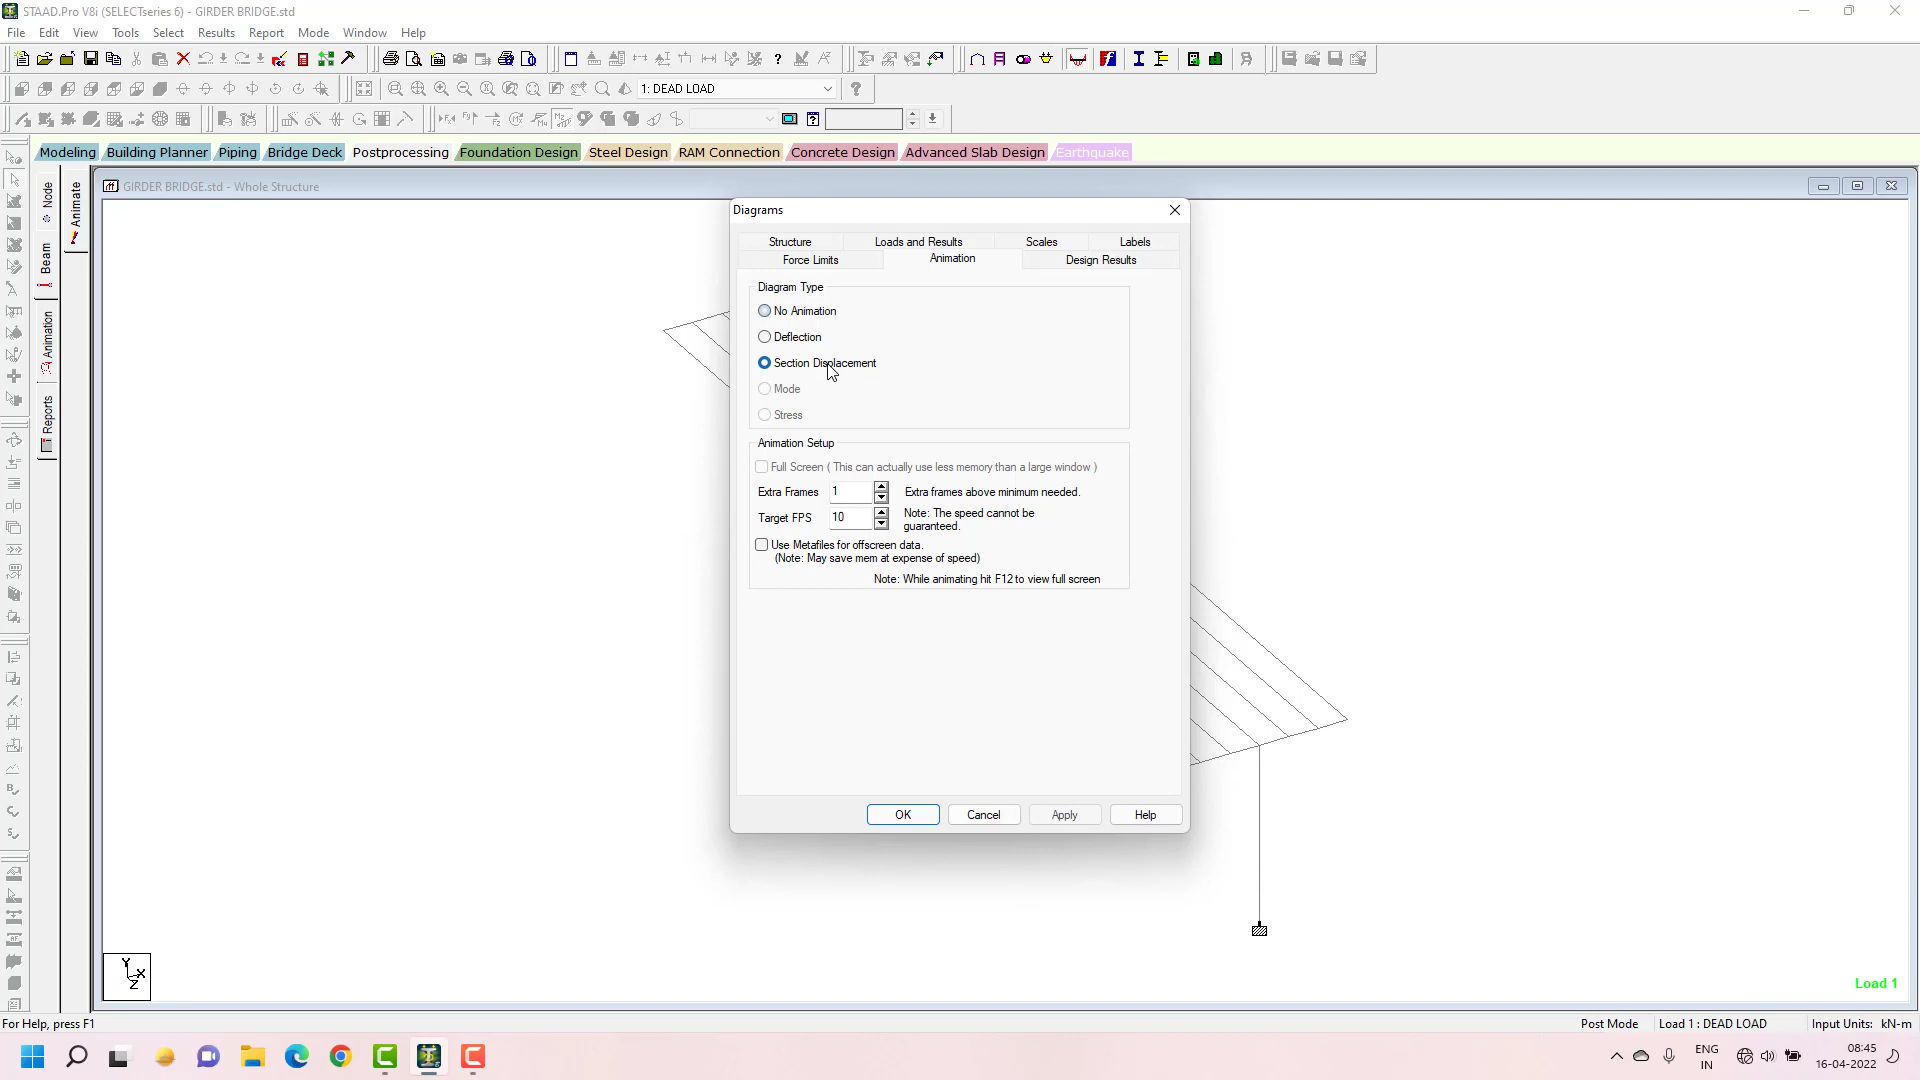 STAAD.Pro V8i (SELECTseries 6) - GIRDER BRIDGE.std
File Edit View Tools Select Results Report Mode Window Help
1: DEAD LOAD
Modeling Building Planner Piping Bridge Deck Postprocessing Foundation Design Steel Design RAM Connection Concrete Design Advanced Slab Design Earthquake
GIRDER BRIDGE.std - Whole Structure
Node
Beam
Animation
Reports
Animate
Diagrams
Structure Loads and Results Scales Labels
Force Limits Animation Design Results
Diagram Type
No Animation
Deflection
Section Displacement
Mode
Stress
Animation Setup
Full Screen ( This can actually use less memory than a large window )
Extra Frames 1 Extra frames above minimum needed.
Target FPS 10 Note: The speed cannot be
guaranteed.
Use Metafiles for offscreen data.
(Note: May save mem at expense of speed)
Note: While animating hit F12 to view full screen
OK Cancel Apply Help
Y
X
Z
Load 1
For Help, press F1 Post Mode Load 1 : DEAD LOAD Input Units: kN-m
ENG
IN
08:45
16-04-2022